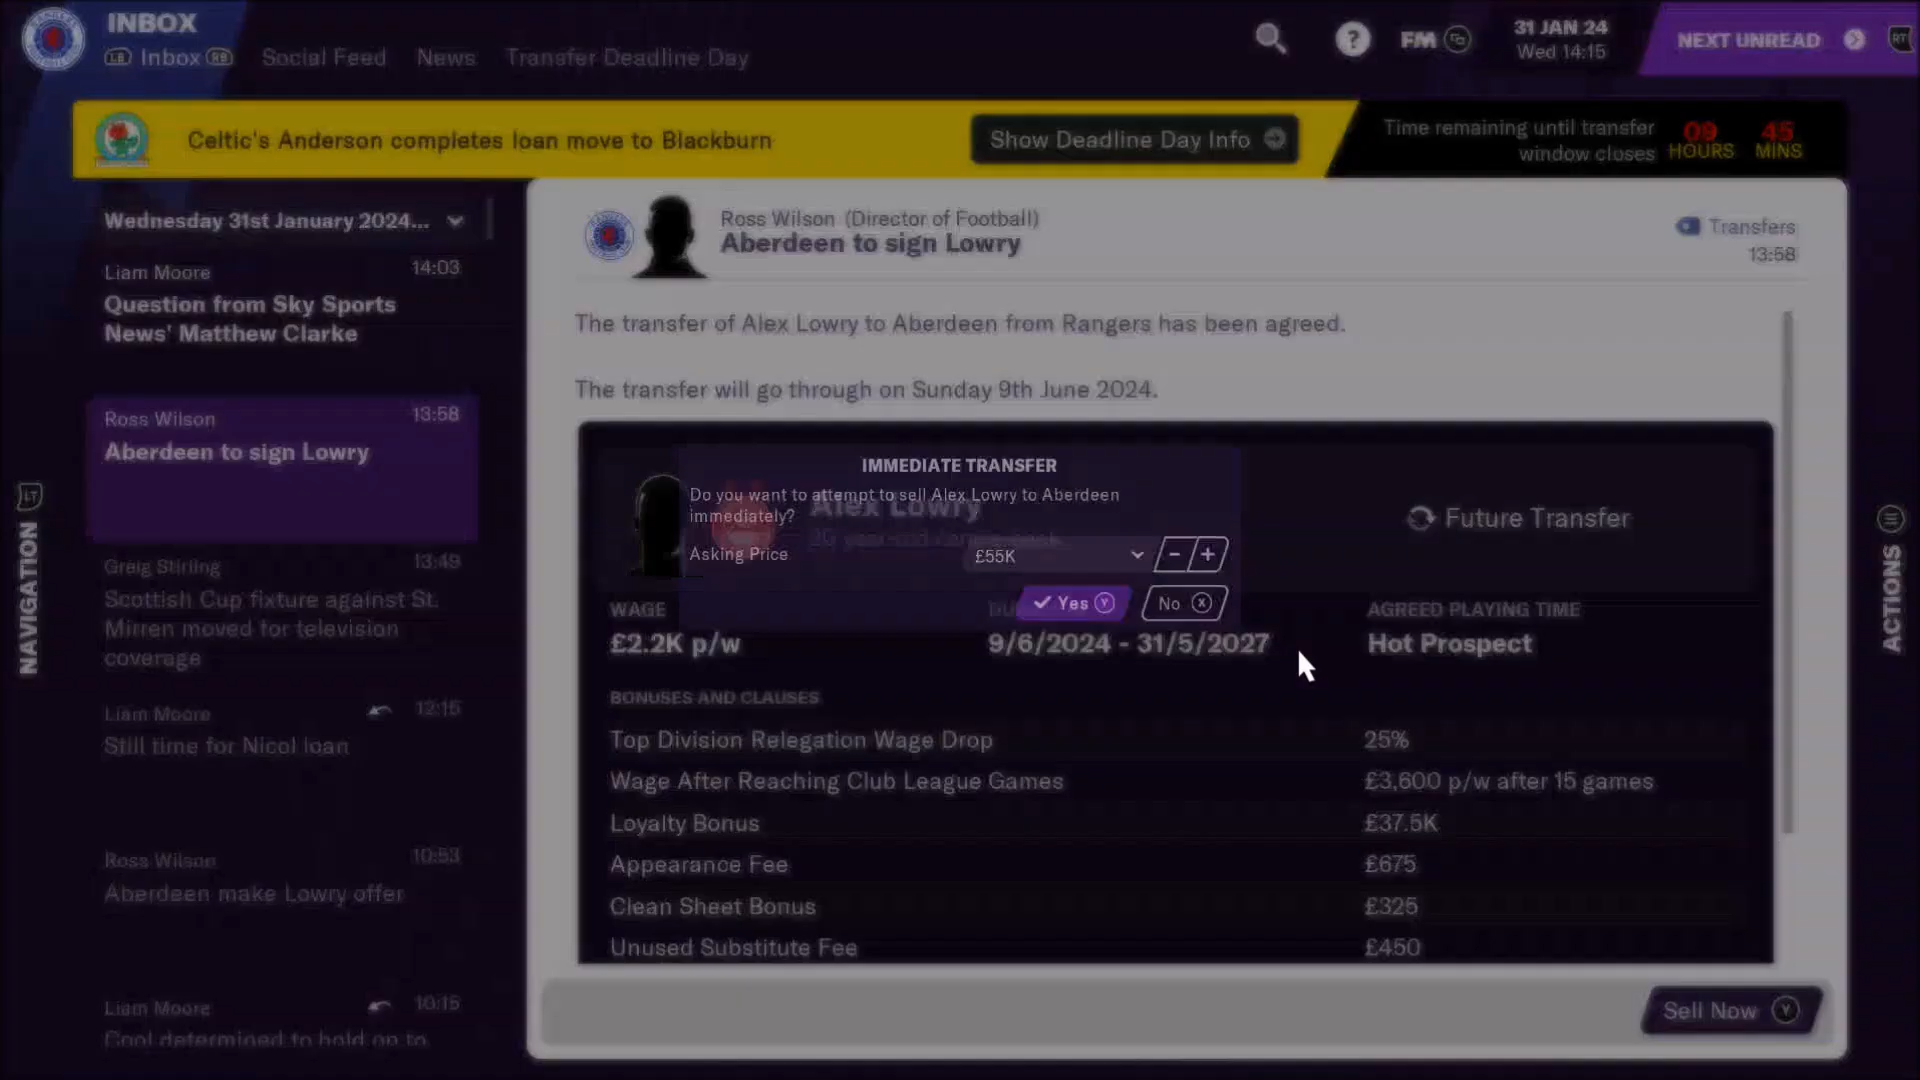 INBOX
LB Inbox RB
Social Feed
News
Transfer Deadline Day
?
FM
31 JAN 24
Wed 14:15
NEXT UNREAD
RT
Celtic's Anderson completes loan move to Blackburn
Show Deadline Day Info
Time remaining until transfer
window closes
09
HOURS
45
MINS
Wednesday 31st January 2024...
Liam Moore
14:03
Question from Sky Sports
News' Matthew Clarke
Ross Wilson
13:58
Aberdeen to sign Lowry
Greig Stirling
13:49
Scottish Cup fixture against St.
Mirren moved for television
coverage
Liam Moore
12:15
Still time for Nicol loan
Ross Wilson
10:53
Aberdeen make Lowry offer
Liam Moore
10:15
LT
NAVIGATION
Ross Wilson (Director of Football)
Aberdeen to sign Lowry
Transfers
13:58
The transfer of Alex Lowry to Aberdeen from Rangers has been agreed.
The transfer will go through on Sunday 9th June 2024.
Alex Lowry
Future Transfer
IMMEDIATE TRANSFER
Do you want to attempt to sell Alex Lowry to Aberdeen
immediately?
Asking Price
£55K
- +
Yes Y
No X
WAGE
£2.2K p/w
9/6/2024 - 31/5/2027
AGREED PLAYING TIME
Hot Prospect
BONUSES AND CLAUSES
Top Division Relegation Wage Drop
25%
Wage After Reaching Club League Games
£3,600 p/w after 15 games
Loyalty Bonus
£37.5K
Appearance Fee
£675
Clean Sheet Bonus
£325
Unused Substitute Fee
£450
Sell Now Y
ACTIONS